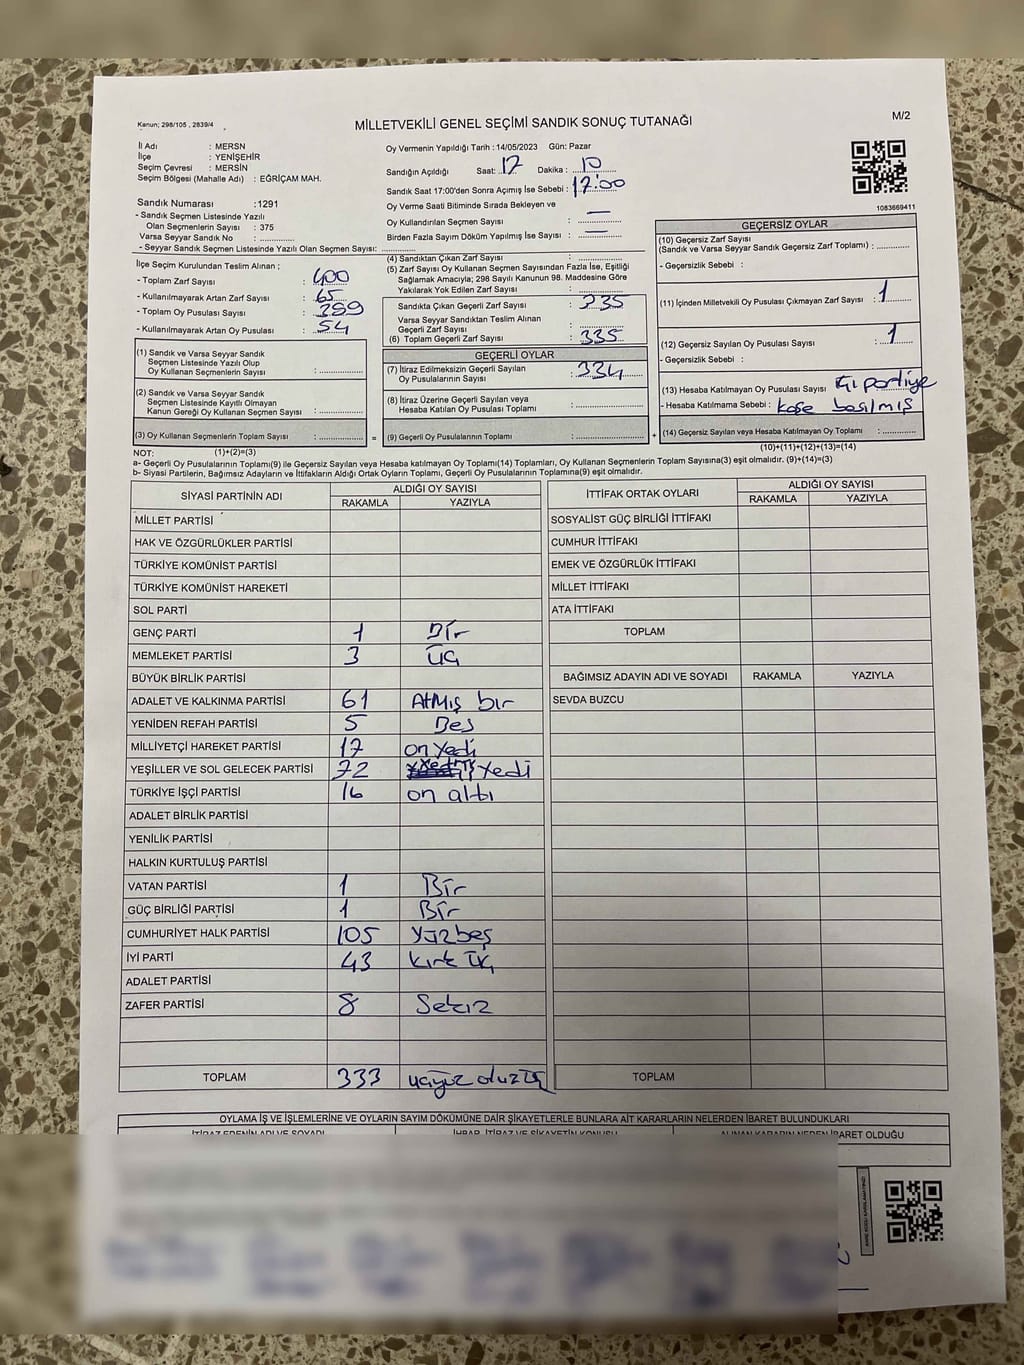 Kanun; 298/105 , 2839/4
MİLLETVEKİLİ GENEL SEÇİMİ SANDIK SONUÇ TUTANAĞI
M/2
İl Adı : MERSN
İlçe : YENİŞEHİR
Seçim Çevresi : MERSİN
Seçim Bölgesi (Mahalle Adı) : EĞRİÇAM MAH.
Sandık Numarası :1291
- Sandık Seçmen Listesinde Yazılı
Olan Seçmenlerin Sayısı : 375
Varsa Seyyar Sandık No : ..............
- Seyyar Sandık Seçmen Listesinde Yazılı Olan Seçmen Sayısı: ..............
Oy Vermenin Yapıldığı Tarih : 14/05/2023 Gün: Pazar
Sandığın Açıldığı Saat: 17 Dakika : 10
Sandık Saat 17:00'den Sonra Açımış İse Sebebi : 17:00
Oy Verme Saati Bitiminde Sırada Bekleyen ve
Oy Kullandırılan Seçmen Sayısı : —
Birden Fazla Sayım Döküm Yapılmış İse Sayısı : —
1083669411
İlçe Seçim Kurulundan Teslim Alınan ;
- Toplam Zarf Sayısı : 400
- Kullanılmayarak Artan Zarf Sayısı : 65
- Toplam Oy Pusulası Sayısı : 399
- Kullanılmayarak Artan Oy Pusulası : 54
(1) Sandık ve Varsa Seyyar Sandık
Seçmen Listesinde Yazılı Olup
Oy Kullanan Seçmenlerin Sayısı : ..............
(2) Sandık ve Varsa Seyyar Sandık
Seçmen Listesinde Kayıtlı Olmayan
Kanun Gereği Oy Kullanan Seçmen Sayısı : ..............
(3) Oy Kullanan Seçmenlerin Toplam Sayısı : .............. =
(4) Sandıktan Çıkan Zarf Sayısı : ..............
(5) Zarf Sayısı Oy Kullanan Seçmen Sayısından Fazla İse, Eşitliği
Sağlamak Amacıyla; 298 Sayılı Kanunun 98. Maddesine Göre
Yakılarak Yok Edilen Zarf Sayısı : ..............
Sandıkta Çıkan Geçerli Zarf Sayısı : 335
Varsa Seyyar Sandıktan Teslim Alınan
Geçerli Zarf Sayısı : ..............
(6) Toplam Geçerli Zarf Sayısı : 335
GEÇERLİ OYLAR
(7) İtiraz Edilmeksizin Geçerli Sayılan
Oy Pusulalarının Sayısı : 334
(8) İtiraz Üzerine Geçerli Sayılan veya
Hesaba Katılan Oy Pusulası Toplamı : ..............
(9) Geçerli Oy Pusulalarının Toplamı : .............. +
GEÇERSİZ OYLAR
(10) Geçersiz Zarf Sayısı
(Sandık ve Varsa Seyyar Sandık Geçersiz Zarf Toplamı) : ..............
- Geçersizlik Sebebi :
(11) İçinden Milletvekili Oy Pusulası Çıkmayan Zarf Sayısı : 1
(12) Geçersiz Sayılan Oy Pusulası Sayısı : 1
- Geçersizlik Sebebi :
(13) Hesaba Katılmayan Oy Pusulası Sayısı partiye
- Hesaba Katılmama Sebebi : kaşe basılmış
(14) Geçersiz Sayılan veya Hesaba Katılmayan Oy Toplamı : ..............
(10)+(11)+(12)+(13)=(14)
NOT: (1)+(2)=(3)
a- Geçerli Oy Pusulalarının Toplamı(9) ile Geçersiz Sayılan veya Hesaba katılmayan Oy Toplamı(14) Toplamları, Oy Kullanan Seçmenlerin Toplam Sayısına(3) eşit olmalıdır. (9)+(14)=(3)
b- Siyasi Partilerin, Bağımsız Adayların ve İttifakların Aldığı Ortak Oyların Toplamı, Geçerli Oy Pusulalarının Toplamına(9) eşit olmalıdır.
SİYASİ PARTİNİN ADI ALDIĞI OY SAYISI
RAKAMLA YAZIYLA
MİLLET PARTİSİ
HAK VE ÖZGÜRLÜKLER PARTİSİ
TÜRKİYE KOMÜNİST PARTİSİ
TÜRKİYE KOMÜNİST HAREKETİ
SOL PARTİ
GENÇ PARTİ 1 Bir
MEMLEKET PARTİSİ 3 üç
BÜYÜK BİRLİK PARTİSİ
ADALET VE KALKINMA PARTİSİ 61 Atmış bir
YENİDEN REFAH PARTİSİ 5 Beş
MİLLİYETÇİ HAREKET PARTİSİ 17 on yedi
YEŞİLLER VE SOL GELECEK PARTİSİ 72 yedi
TÜRKİYE İŞÇİ PARTİSİ 16 on altı
ADALET BİRLİK PARTİSİ
YENİLİK PARTİSİ
HALKIN KURTULUŞ PARTİSİ
VATAN PARTİSİ 1 Bir
GÜÇ BİRLİĞİ PARTİSİ 1 Bir
CUMHURİYET HALK PARTİSİ 105 yüzbeş
İYİ PARTİ 43 kırk üç
ADALET PARTİSİ
ZAFER PARTİSİ 8 Sekiz
TOPLAM 333 üçyüz otuz üç
İTTİFAK ORTAK OYLARI ALDIĞI OY SAYISI
RAKAMLA YAZIYLA
SOSYALİST GÜÇ BİRLİĞİ İTTİFAKI
CUMHUR İTTİFAKI
EMEK VE ÖZGÜRLÜK İTTİFAKI
MİLLET İTTİFAKI
ATA İTTİFAKI
TOPLAM
BAĞIMSIZ ADAYIN ADI VE SOYADI RAKAMLA YAZIYLA
SEVDA BUZCU
TOPLAM
OYLAMA İŞ VE İŞLEMLERİNE VE OYLARIN SAYIM DÖKÜMÜNE DAİR ŞİKAYETLERLE BUNLARA AİT KARARLARIN NELERDEN İBARET BULUNDUKLARI
İTİRAZ EDENİN ADI VE SOYADI İHBAR, İTİRAZ VE ŞİKAYETİN KONUSU ALINAN KARARIN NEDEN İBARET OLDUĞU